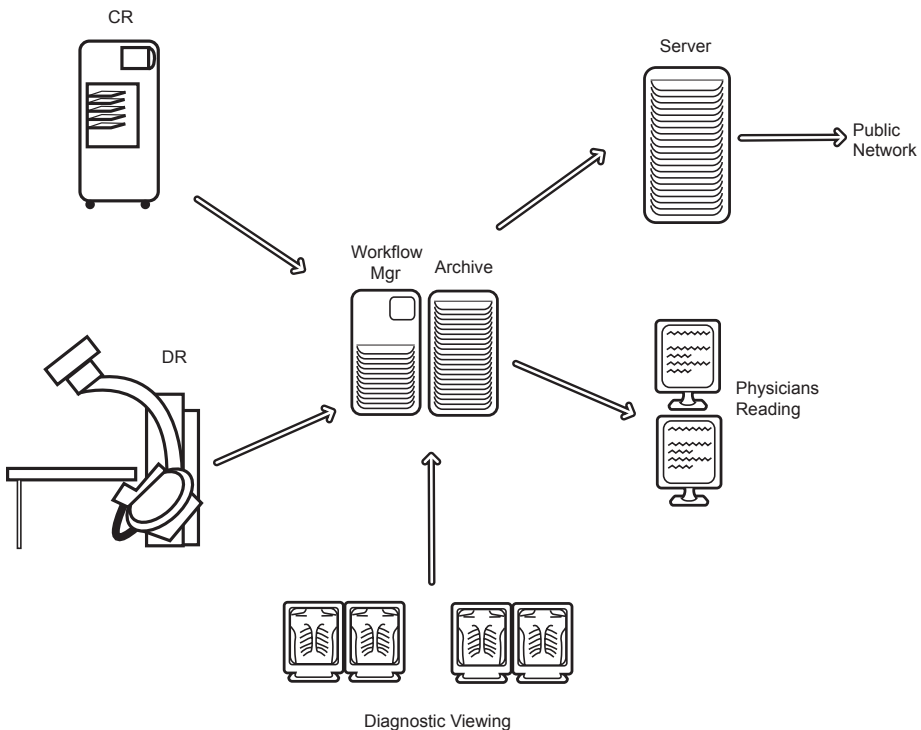 CR
Server
Public
Network
Workflow
Mgr
Archive
DR
Physicians
Reading
Diagnostic Viewing